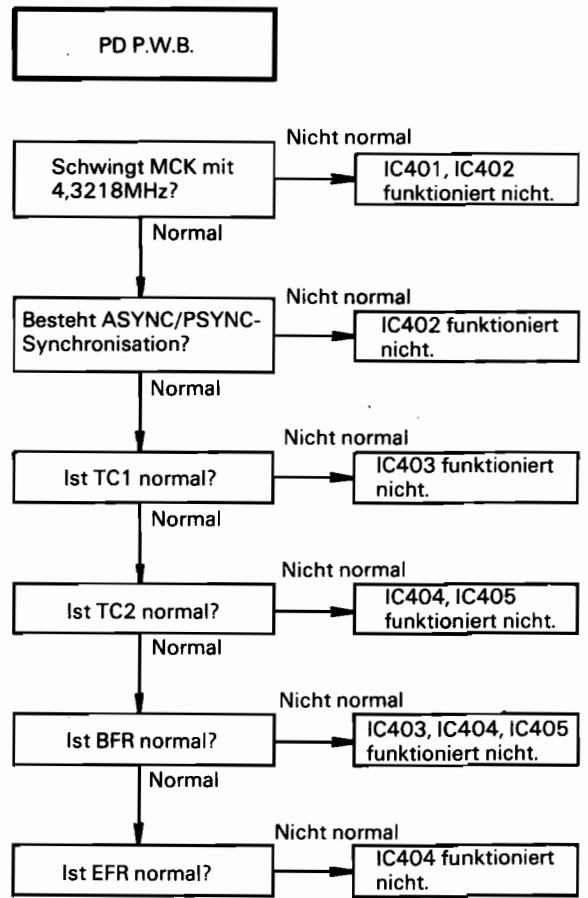 PD P.W.B.
Nicht normal
Schwingt MCK mit
4,3218MHz?
IC401, IC402
funktioniert nicht.
Normal
Nicht normal
Besteht ASYNC/PSYNC-
Synchronisation?
IC402 funktioniert
nicht.
Normal
Nicht normal
Ist TC1 normal?
IC403 funktioniert
nicht.
Normal
Nicht normal
Ist TC2 normal?
IC404, IC405
funktioniert nicht.
Normal
Nicht normal
Ist BFR normal?
IC403, IC404, IC405
funktioniert nicht.
Normal
Nicht normal
Ist EFR normal?
IC404 funktioniert
nicht.